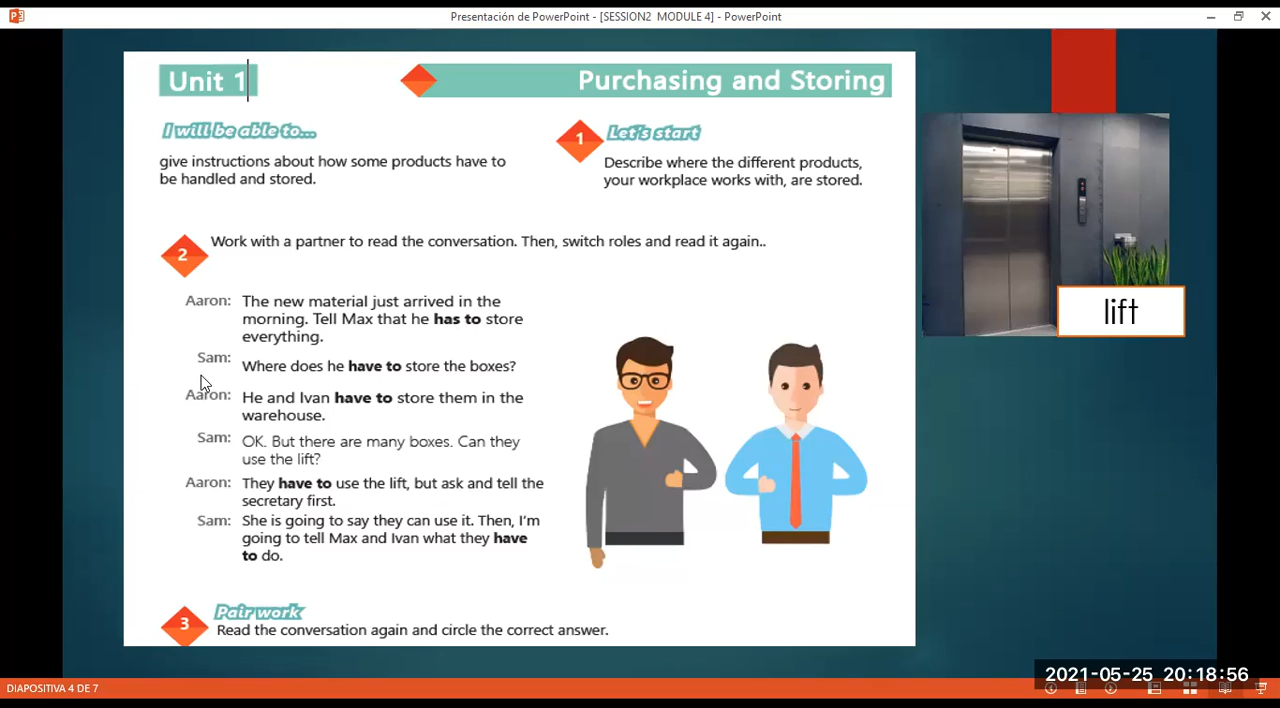 Presentación de PowerPoint - [SESSION2 MODULE 4] - PowerPoint
Unit 1
Purchasing and Storing
I will be able to...
give instructions about how some products have to
be handled and stored.
1
Let's start
Describe where the different products,
your workplace works with, are stored.
2
Work with a partner to read the conversation. Then, switch roles and read it again..
Aaron: The new material just arrived in the
morning. Tell Max that he has to store
everything.
Sam: Where does he have to store the boxes?
Aaron: He and Ivan have to store them in the
warehouse.
Sam: OK. But there are many boxes. Can they
use the lift?
Aaron: They have to use the lift, but ask and tell the
secretary first.
Sam: She is going to say they can use it. Then, I'm
going to tell Max and Ivan what they have
to do.
lift
3
Pair work
Read the conversation again and circle the correct answer.
2021-05-25 20:18:56
DIAPOSITIVA 4 DE 7